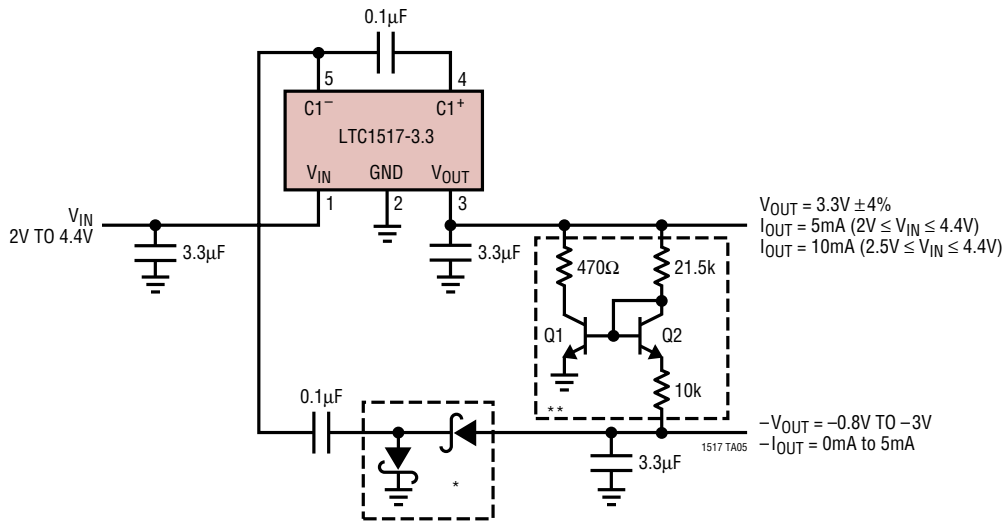 0.1µF
5
4
C1⁻
C1⁺
LTC1517-3.3
V_IN
GND
V_OUT
1
2
3
V_IN
2V TO 4.4V
3.3µF
3.3µF
V_OUT = 3.3V ±4%
I_OUT = 5mA (2V ≤ V_IN ≤ 4.4V)
I_OUT = 10mA (2.5V ≤ V_IN ≤ 4.4V)
470Ω
21.5k
Q1
Q2
10k
**
0.1µF
*
3.3µF
1517 TA05
–V_OUT = –0.8V TO –3V
–I_OUT = 0mA to 5mA